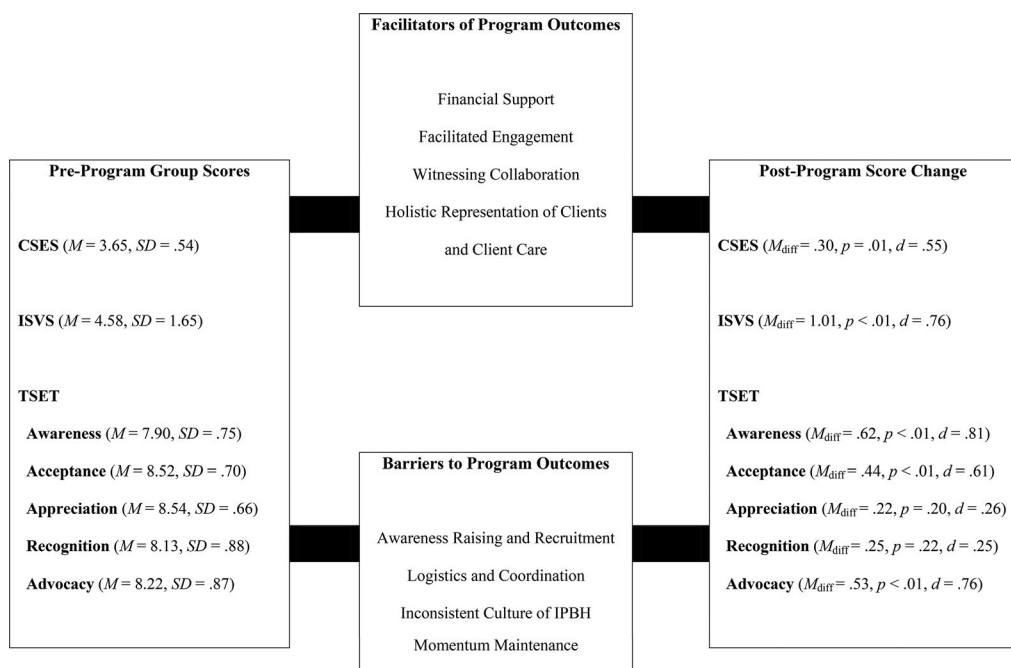 Facilitators of Program Outcomes
Financial Support
Facilitated Engagement
Witnessing Collaboration
Holistic Representation of Clients
and Client Care
Pre-Program Group Scores
CSES (M = 3.65, SD = .54)
ISVS (M = 4.58, SD = 1.65)
TSET
Awareness (M = 7.90, SD = .75)
Acceptance (M = 8.52, SD = .70)
Appreciation (M = 8.54, SD = .66)
Recognition (M = 8.13, SD = .88)
Advocacy (M = 8.22, SD = .87)
Barriers to Program Outcomes
Awareness Raising and Recruitment
Logistics and Coordination
Inconsistent Culture of IPBH
Momentum Maintenance
Post-Program Score Change
CSES (Mdiff = .30, p = .01, d = .55)
ISVS (Mdiff = 1.01, p < .01, d = .76)
TSET
Awareness (Mdiff = .62, p < .01, d = .81)
Acceptance (Mdiff = .44, p < .01, d = .61)
Appreciation (Mdiff = .22, p = .20, d = .26)
Recognition (Mdiff = .25, p = .22, d = .25)
Advocacy (Mdiff = .53, p < .01, d = .76)